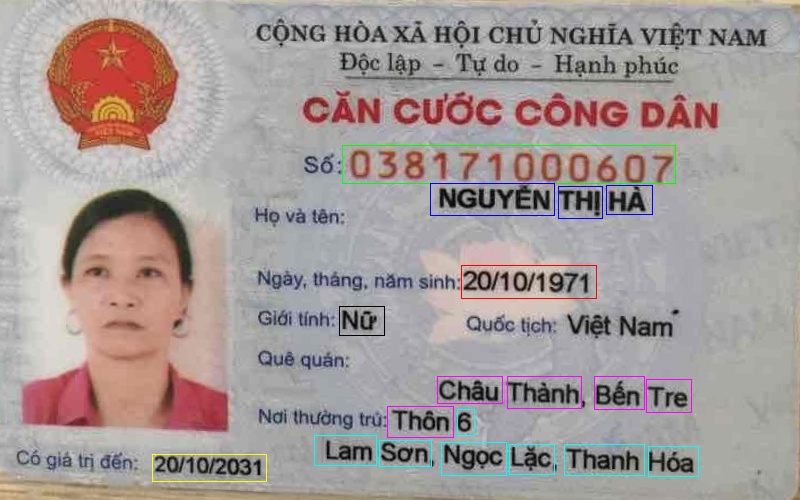 CỘNG HÒA XÃ HỘI CHỦ NGHĨA VIỆT NAM
Độc lập - Tự do - Hạnh phúc
CĂN CƯỚC CÔNG DÂN
Số: 038171000607
Họ và tên: NGUYỄN THỊ HÀ
Ngày, tháng, năm sinh: 20/10/1971
Giới tính: Nữ Quốc tịch: Việt Nam
Quê quán:
Châu Thành, Bến Tre
Nơi thường trú: Thôn 6
Lam Sơn, Ngọc Lặc, Thanh Hóa
Có giá trị đến: 20/10/2031